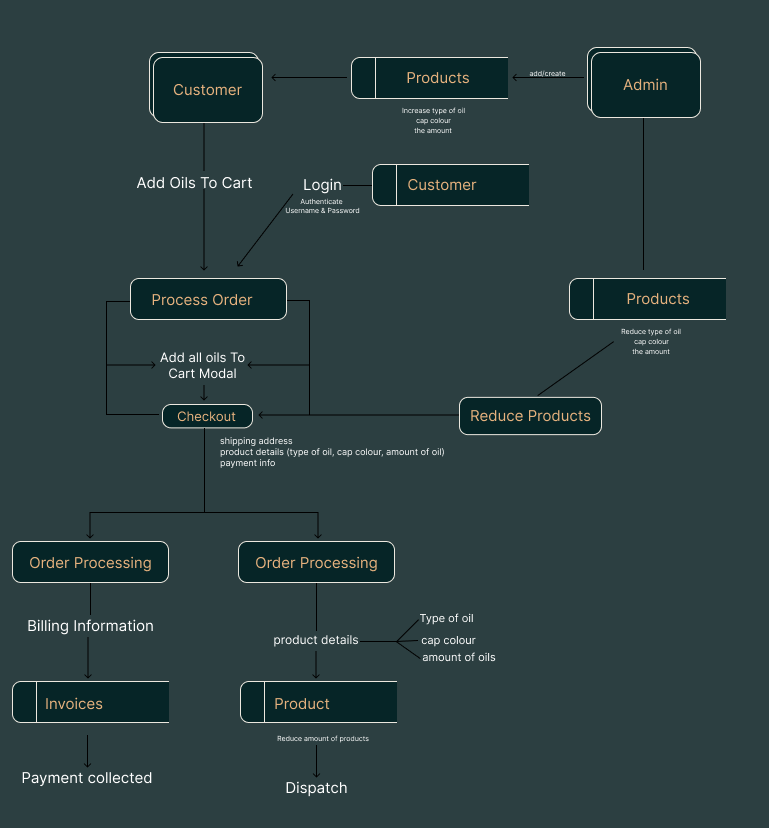 Customer
Products
add/create
Admin
Increase type of oil
cap colour
the amount
Add Oils To Cart
Login
Customer
Authenticate
Username & Password
Process Order
Products
Reduce type of oil
cap colour
the amount
Add all oils To
Cart Modal
Checkout
Reduce Products
shipping address
product details (type of oil, cap colour, amount of oil)
payment info
Order Processing
Order Processing
Billing Information
product details
Type of oil
cap colour
amount of oils
Invoices
Product
Reduce amount of products
Payment collected
Dispatch